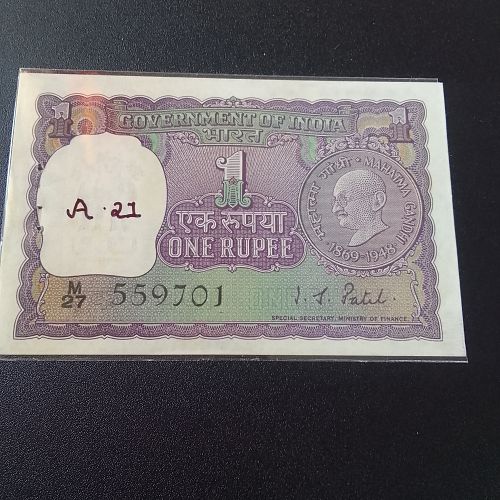 1 GOVERNMENT OF INDIA 1
भारत
1
A · 21
एक रूपया
ONE RUPEE
महात्मा गाँधी • MAHATMA GANDHI
1869-1948
M/27 559701
I. J. Patel.
SPECIAL SECRETARY, MINISTRY OF FINANCE.